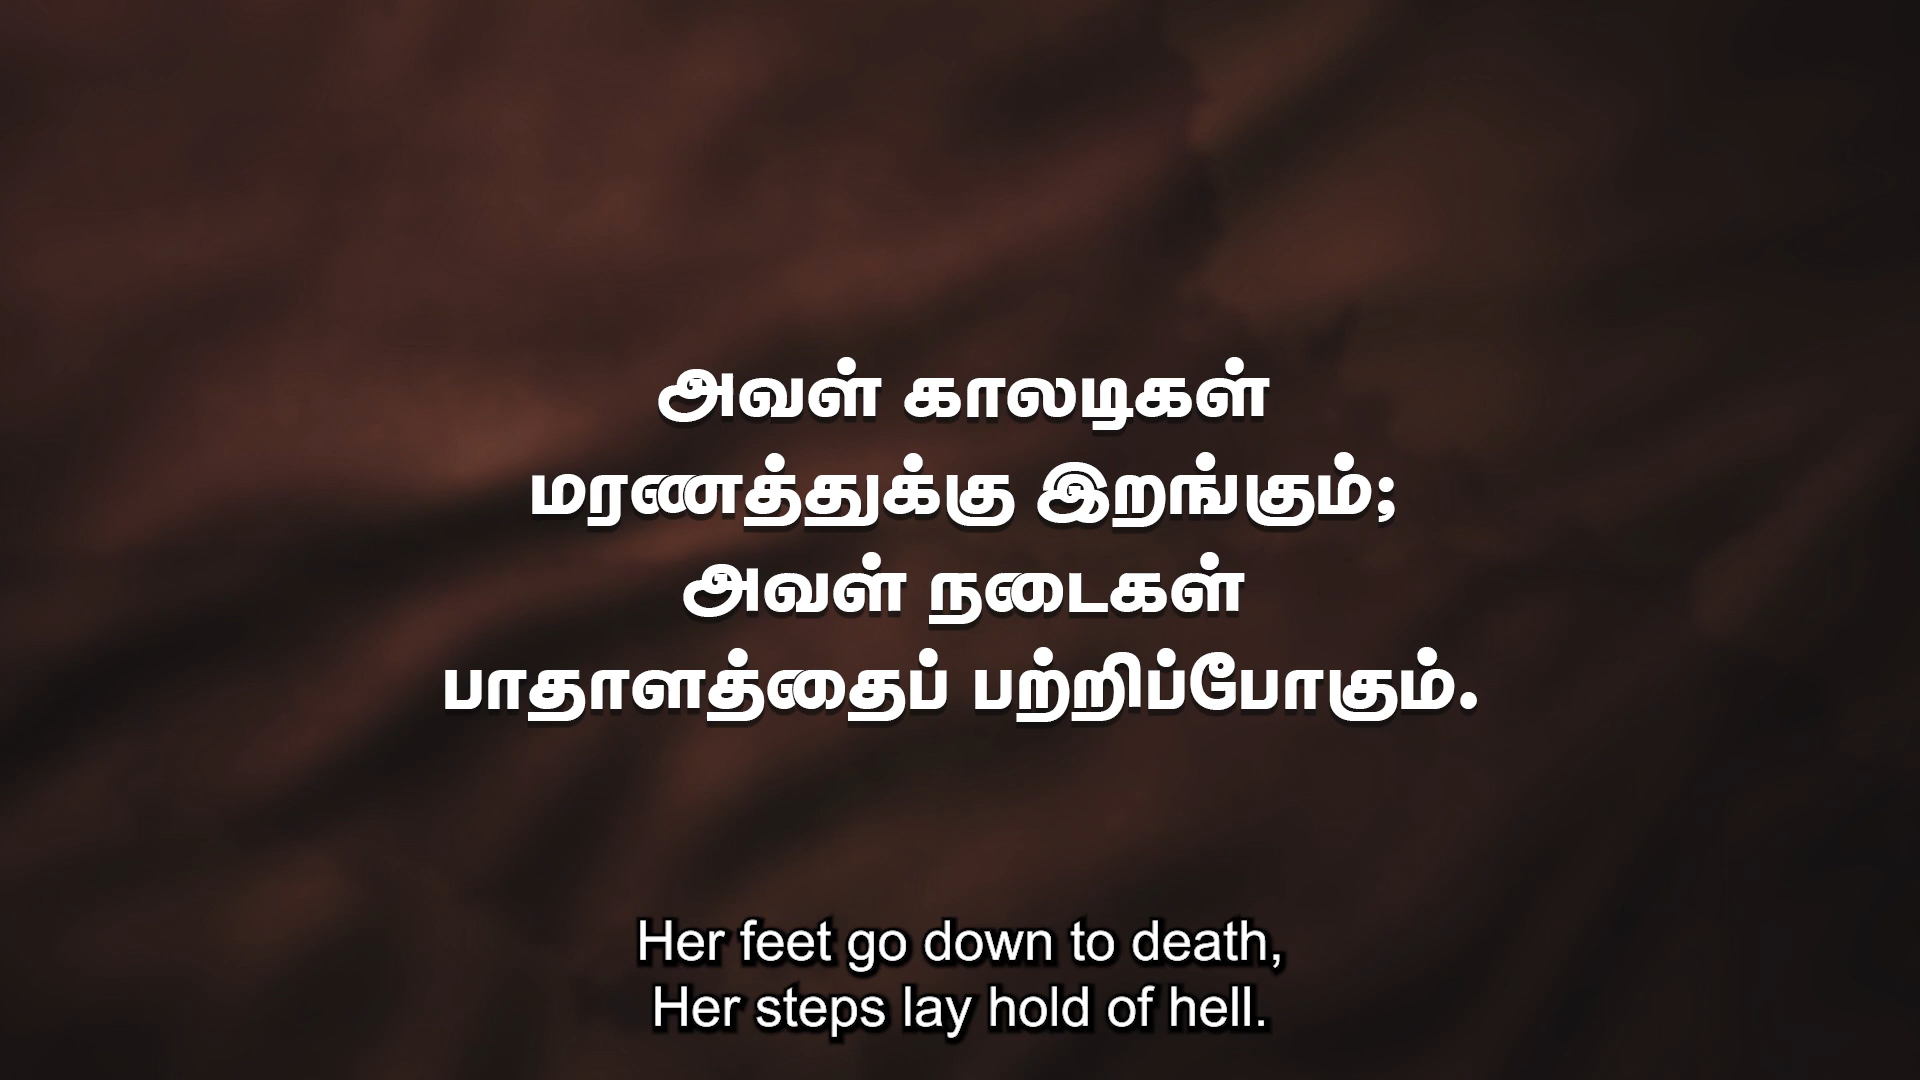 அவள் காலடிகள்
மரணத்துக்கு இறங்கும்;
அவள் நடைகள்
பாதாளத்தைப் பற்றிப்போகும்.
Her feet go down to death,
Her steps lay hold of hell.